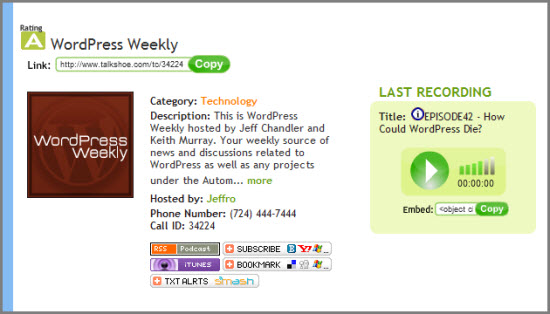 Rating
A WordPress Weekly
Link: http://www.talkshoe.com/tc/34224 Copy
WordPress
Weekly
Category: Technology
Description: This is WordPress
Weekly hosted by Jeff Chandler and
Keith Murray. Your weekly source of
news and discussions related to
WordPress as well as any projects
under the Autom... more
Hosted by: Jeffro
Phone Number: (724) 444-7444
Call ID: 34224
RSS Podcast
SUBSCRIBE
iTUNES
BOOKMARK
TXT ALRTS smash
LAST RECORDING
Title: EPISODE42 - How
Could WordPress Die?
00:00:00
Embed: <object cl Copy